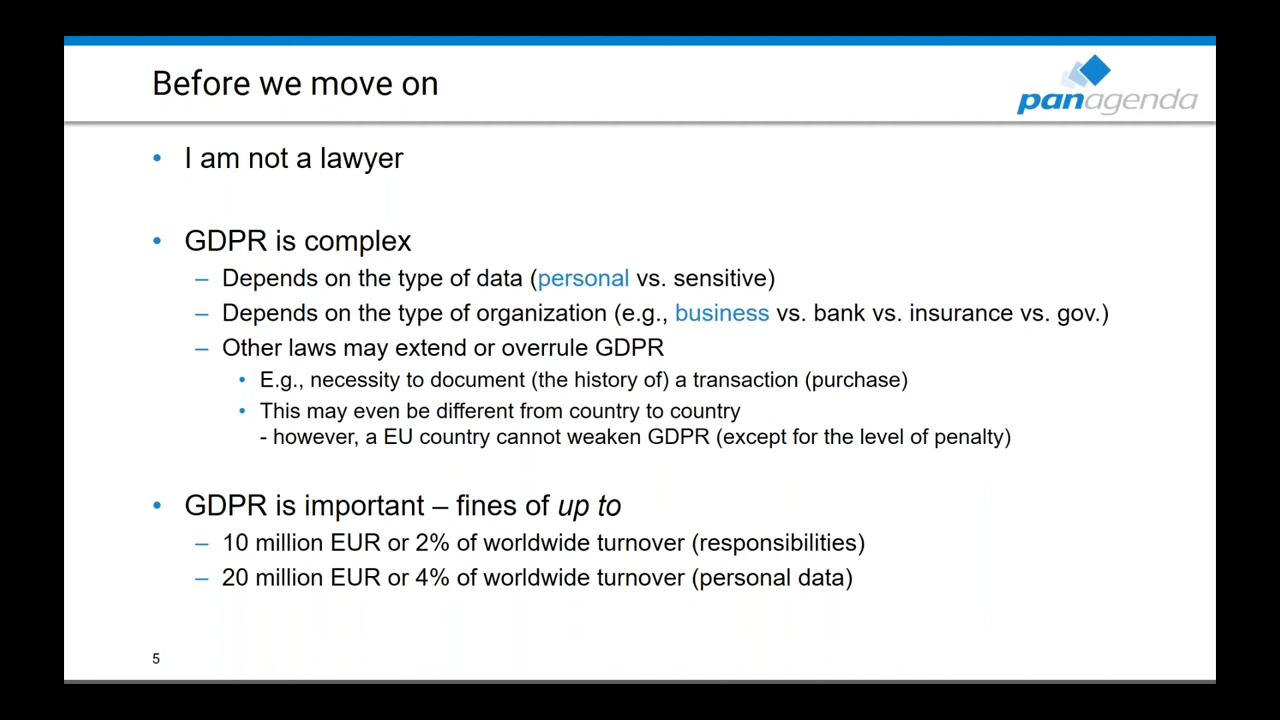 Before we move on
panagenda
• I am not a lawyer
• GDPR is complex
– Depends on the type of data (personal vs. sensitive)
– Depends on the type of organization (e.g., business vs. bank vs. insurance vs. gov.)
– Other laws may extend or overrule GDPR
• E.g., necessity to document (the history of) a transaction (purchase)
• This may even be different from country to country
- however, a EU country cannot weaken GDPR (except for the level of penalty)
• GDPR is important – fines of up to
– 10 million EUR or 2% of worldwide turnover (responsibilities)
– 20 million EUR or 4% of worldwide turnover (personal data)
5